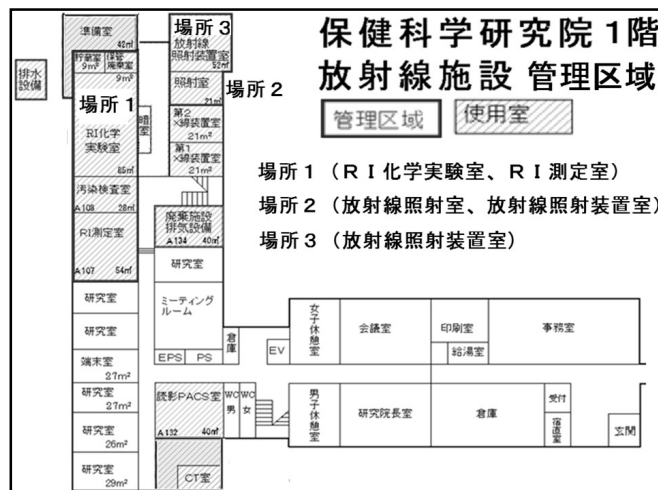 保健科学研究院 1階
放射線施設 管理区域
管理区域
使用室
場所1（RI化学実験室、RI測定室）
場所2（放射線照射室、放射線照射装置室）
場所3（放射線照射装置室）
準備室
42㎡
貯蔵室
9㎡
保管
廃棄室
9㎡
排水
設備
場所1
RI化学
実験室
85㎡
暗室
汚染検査室
A108 28㎡
RI測定室
A107 54㎡
場所3
放射線
照射装置室
52㎡
照射室
21㎡
場所2
第2
X線装置室
21m²
第1
X線装置室
21m²
廃棄施設
排気設備
A134 40㎡
研究室
ミーティング
ルーム
EPS
PS
倉庫
EV
研究室
研究室
端末室
27m²
研究室
27m²
研究室
26m²
研究室
29m²
読影PACS室
A132 40㎡
WC
男
WC
女
CT室
女子休憩室
会議室
印刷室
給湯室
事務室
男子休憩室
研究院長室
倉庫
受付
宿直室
玄関